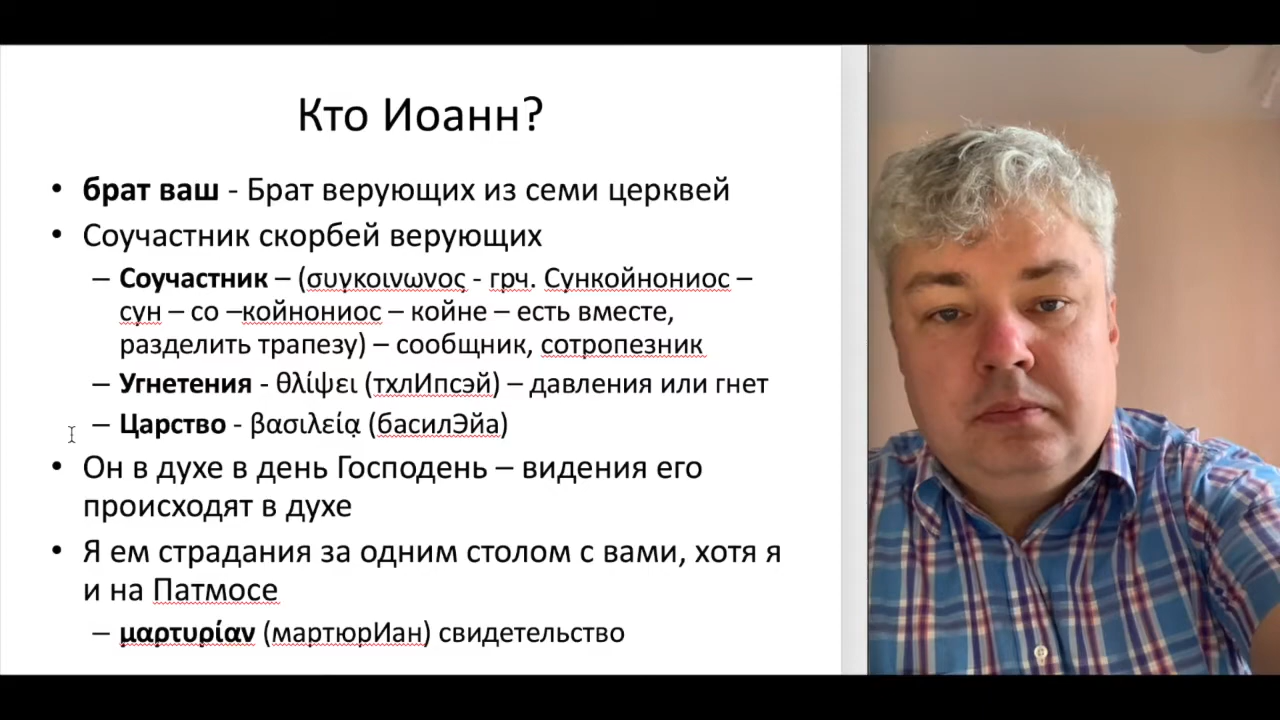 Кто Иоанн?
• брат ваш - Брат верующих из семи церквей
• Соучастник скорбей верующих
– Соучастник – (συγκοινωνος - грч. Сункойнониос –
сун – со –койнониос – койне – есть вместе,
разделить трапезу) – сообщник, сотропезник
– Угнетения - θλίψει (тхлИпсэй) – давления или гнет
– Царство - βασιλείᾳ (басилЭйа)
• Он в духе в день Господень – видения его
происходят в духе
• Я ем страдания за одним столом с вами, хотя я
и на Патмосе
– μαρτυρίαν (мартюрИан) свидетельство